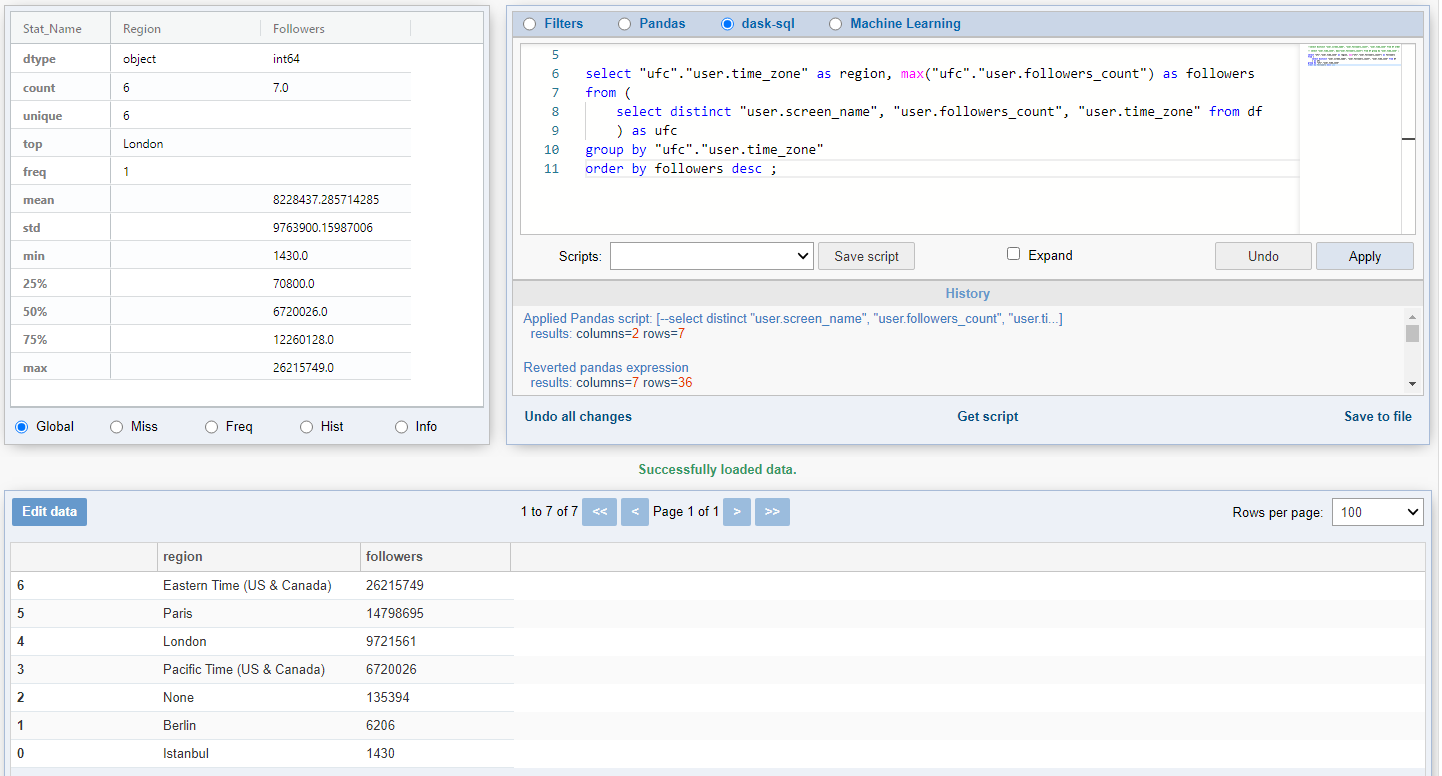 Stat_Name Region Followers
dtype object int64
count 6 7.0
unique 6
top London
freq 1
mean 8228437.285714285
std 9763900.15987006
min 1430.0
25% 70800.0
50% 6720026.0
75% 12260128.0
max 26215749.0
Global Miss Freq Hist Info
Filters Pandas dask-sql Machine Learning
5
6 select "ufc"."user.time_zone" as region, max("ufc"."user.followers_count") as followers
7 from (
8 select distinct "user.screen_name", "user.followers_count", "user.time_zone" from df
9 ) as ufc
10 group by "ufc"."user.time_zone"
11 order by followers desc ;
Scripts: Save script Expand Undo Apply
History
Applied Pandas script: [--select distinct "user.screen_name", "user.followers_count", "user.ti...]
results: columns=2 rows=7
Reverted pandas expression
results: columns=7 rows=36
Undo all changes Get script Save to file
Successfully loaded data.
Edit data 1 to 7 of 7 << < Page 1 of 1 > >> Rows per page: 100
region followers
6 Eastern Time (US & Canada) 26215749
5 Paris 14798695
4 London 9721561
3 Pacific Time (US & Canada) 6720026
2 None 135394
1 Berlin 6206
0 Istanbul 1430